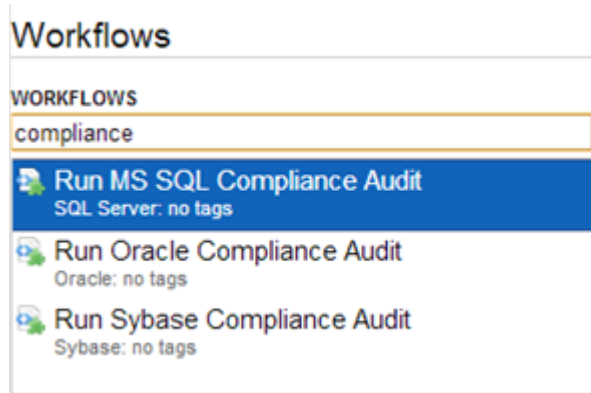 Workflows
WORKFLOWS
compliance
Run MS SQL Compliance Audit
SQL Server: no tags
Run Oracle Compliance Audit
Oracle: no tags
Run Sybase Compliance Audit
Sybase: no tags